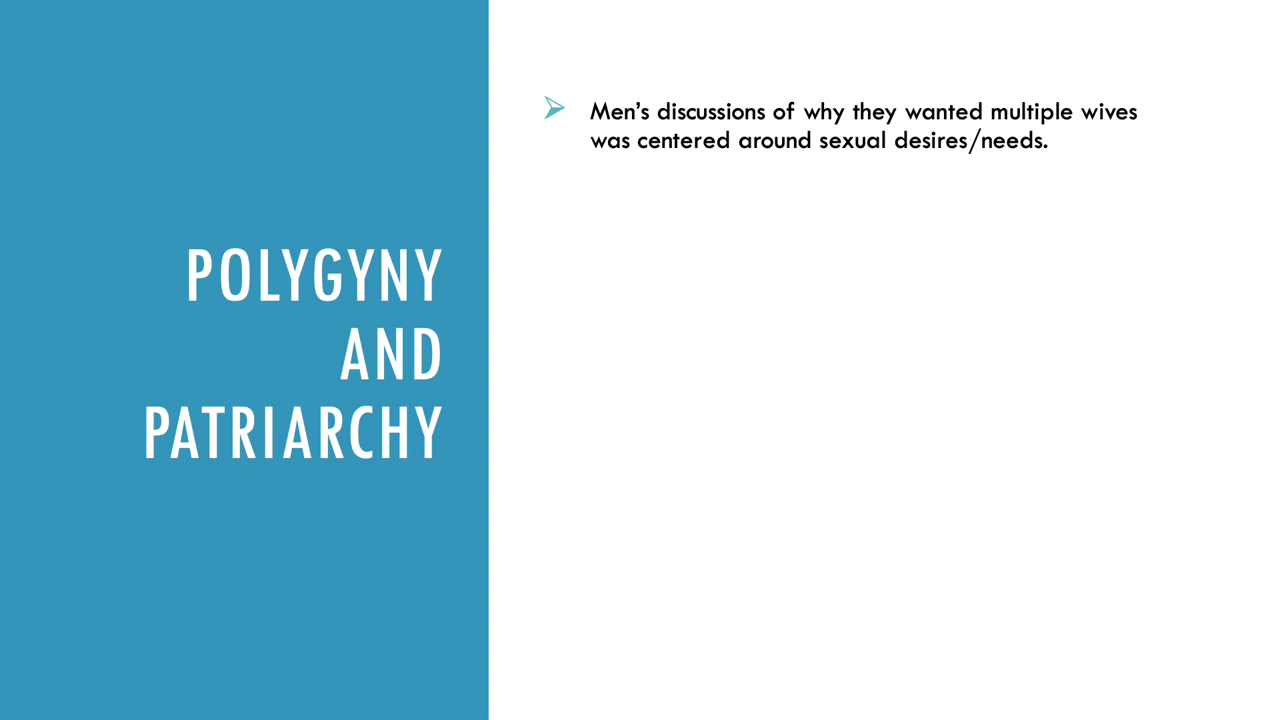 POLYGYNY
AND
PATRIARCHY
Men's discussions of why they wanted multiple wives
was centered around sexual desires/needs.